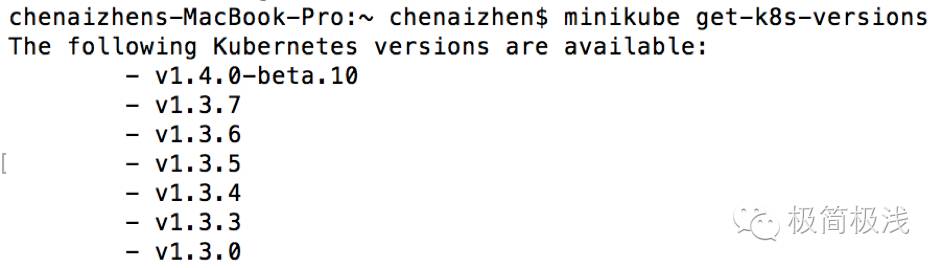 chenaizhens-MacBook-Pro:~ chenaizhen$ minikube get-k8s-versions
The following Kubernetes versions are available:
- v1.4.0-beta.10
- v1.3.7
- v1.3.6
- v1.3.5
[
- v1.3.4
- v1.3.3
- v1.3.0
极简极浅